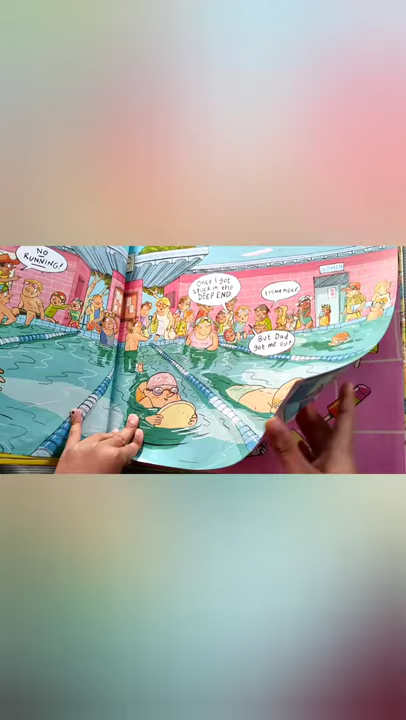 NO
RUNNING!
Once I got
stuck in the
DEEP END
I remember
But Dad
got me out